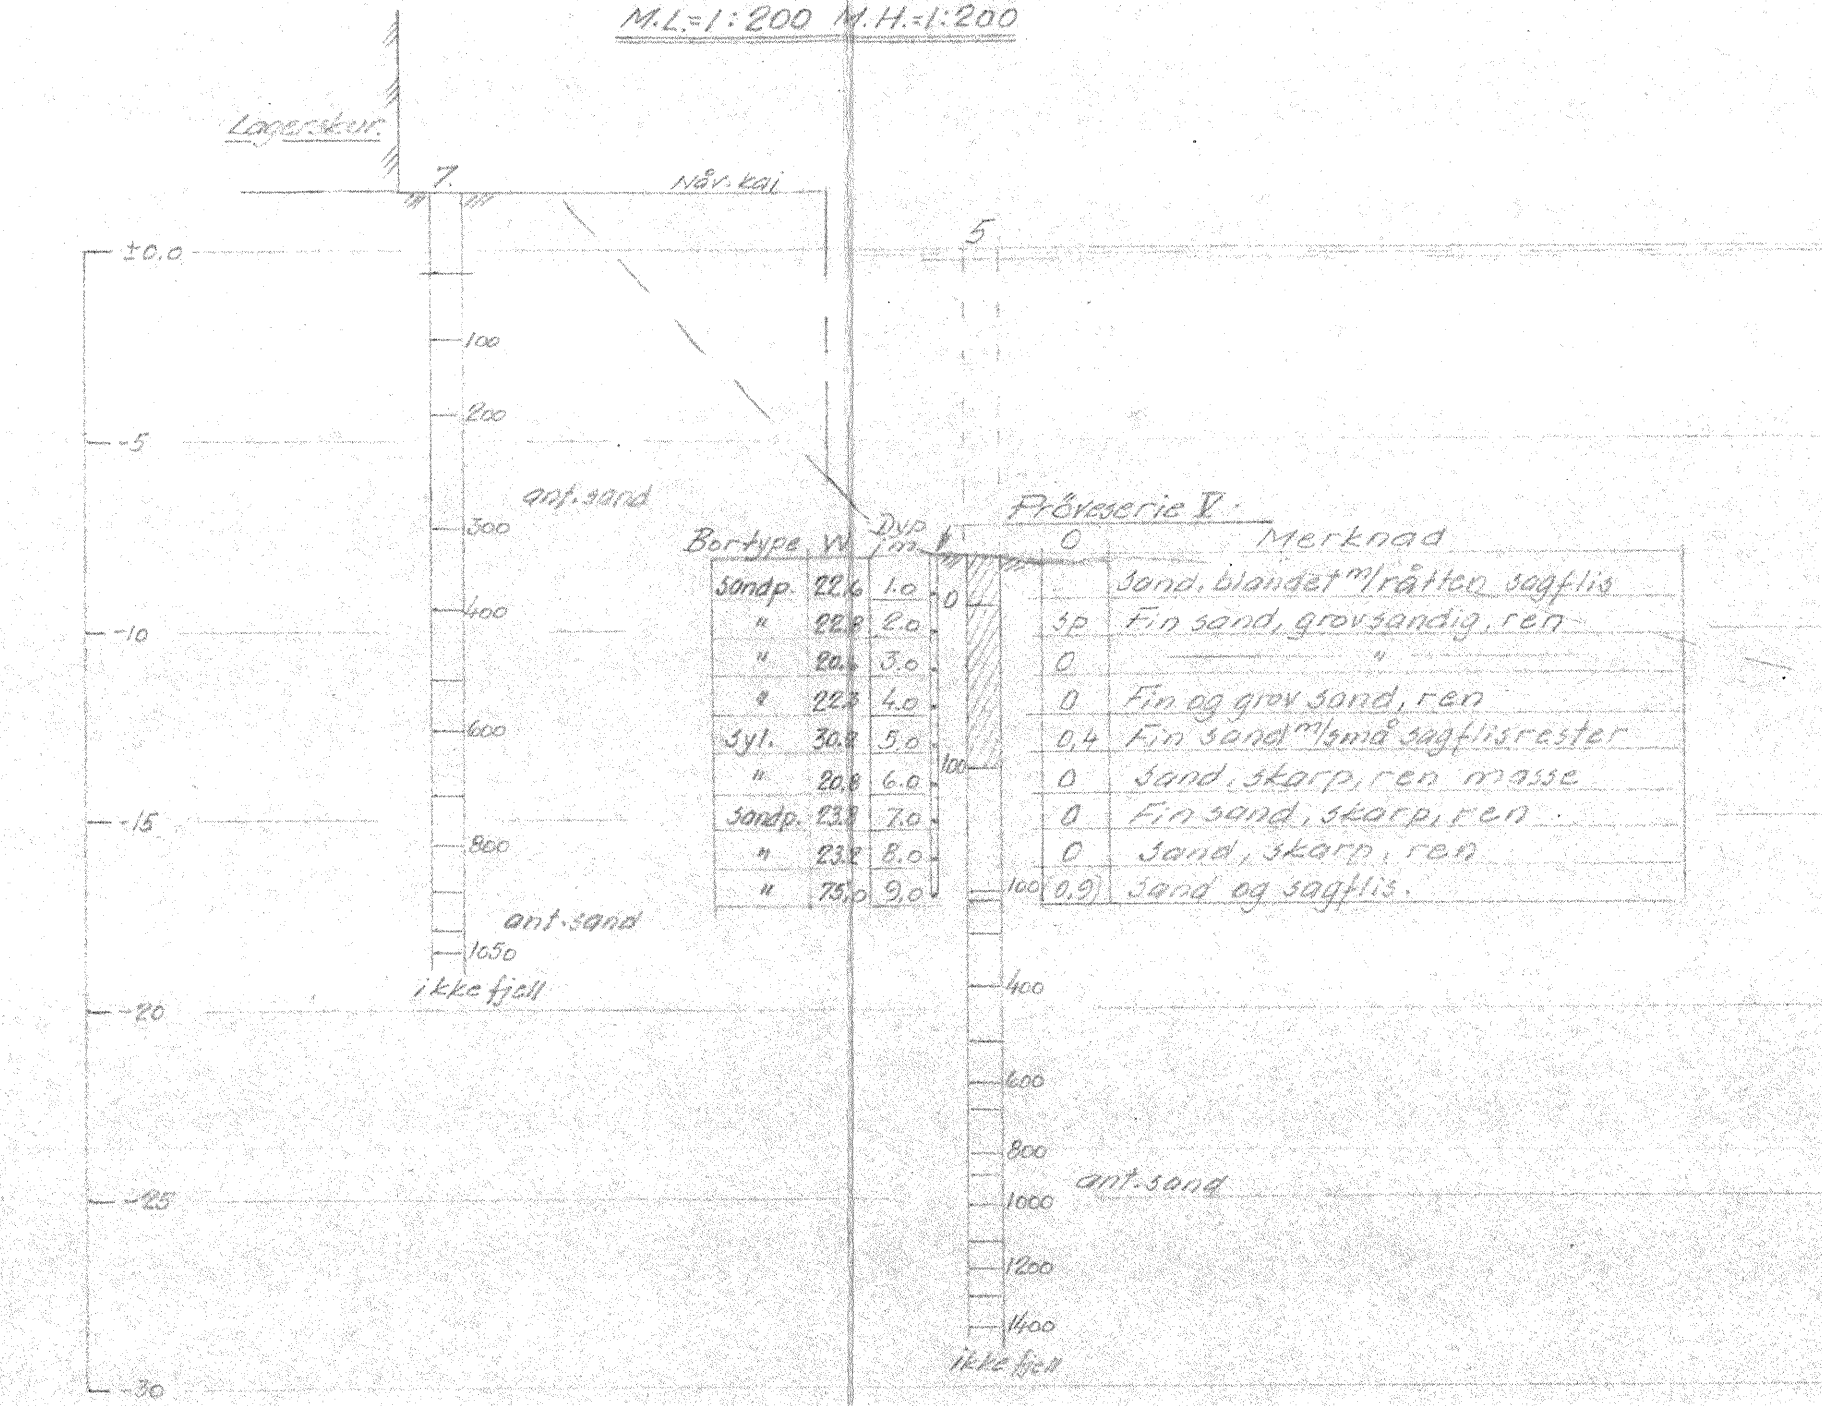 M.L.=1:200 M.H.=1:200
Lagerskur.
7.
Nåv. kai
5
±0.0
100
200
-5
ant. sand
300
400
-10
600
-15
800
ant. sand
1050
ikke fjell
-20
-25
-30
Prøveserie V.
Bortype W Dyp i m 0 Merknad
Sandp. 22,6 1.0 Sand. blandet m/råtten sagflis
" 2.0 sp Fin sand, grovsandig, ren
" 3.0 0 "
" 4.0 0 Fin og grov sand, ren
Syl. 5.0 0,4 Fin sand m/små sagflisrester
" 20,8 6.0 0 Sand, skarp, ren masse
Sandp. 7.0 0 Fin sand, skarp, ren
" 23.2 8.0 0 Sand, skarp, ren
" 75,0 9,0 (0,9) Sand og sagflis.
0
100
100
400
600
800
ant. sand
1000
1200
1400
ikke fjell